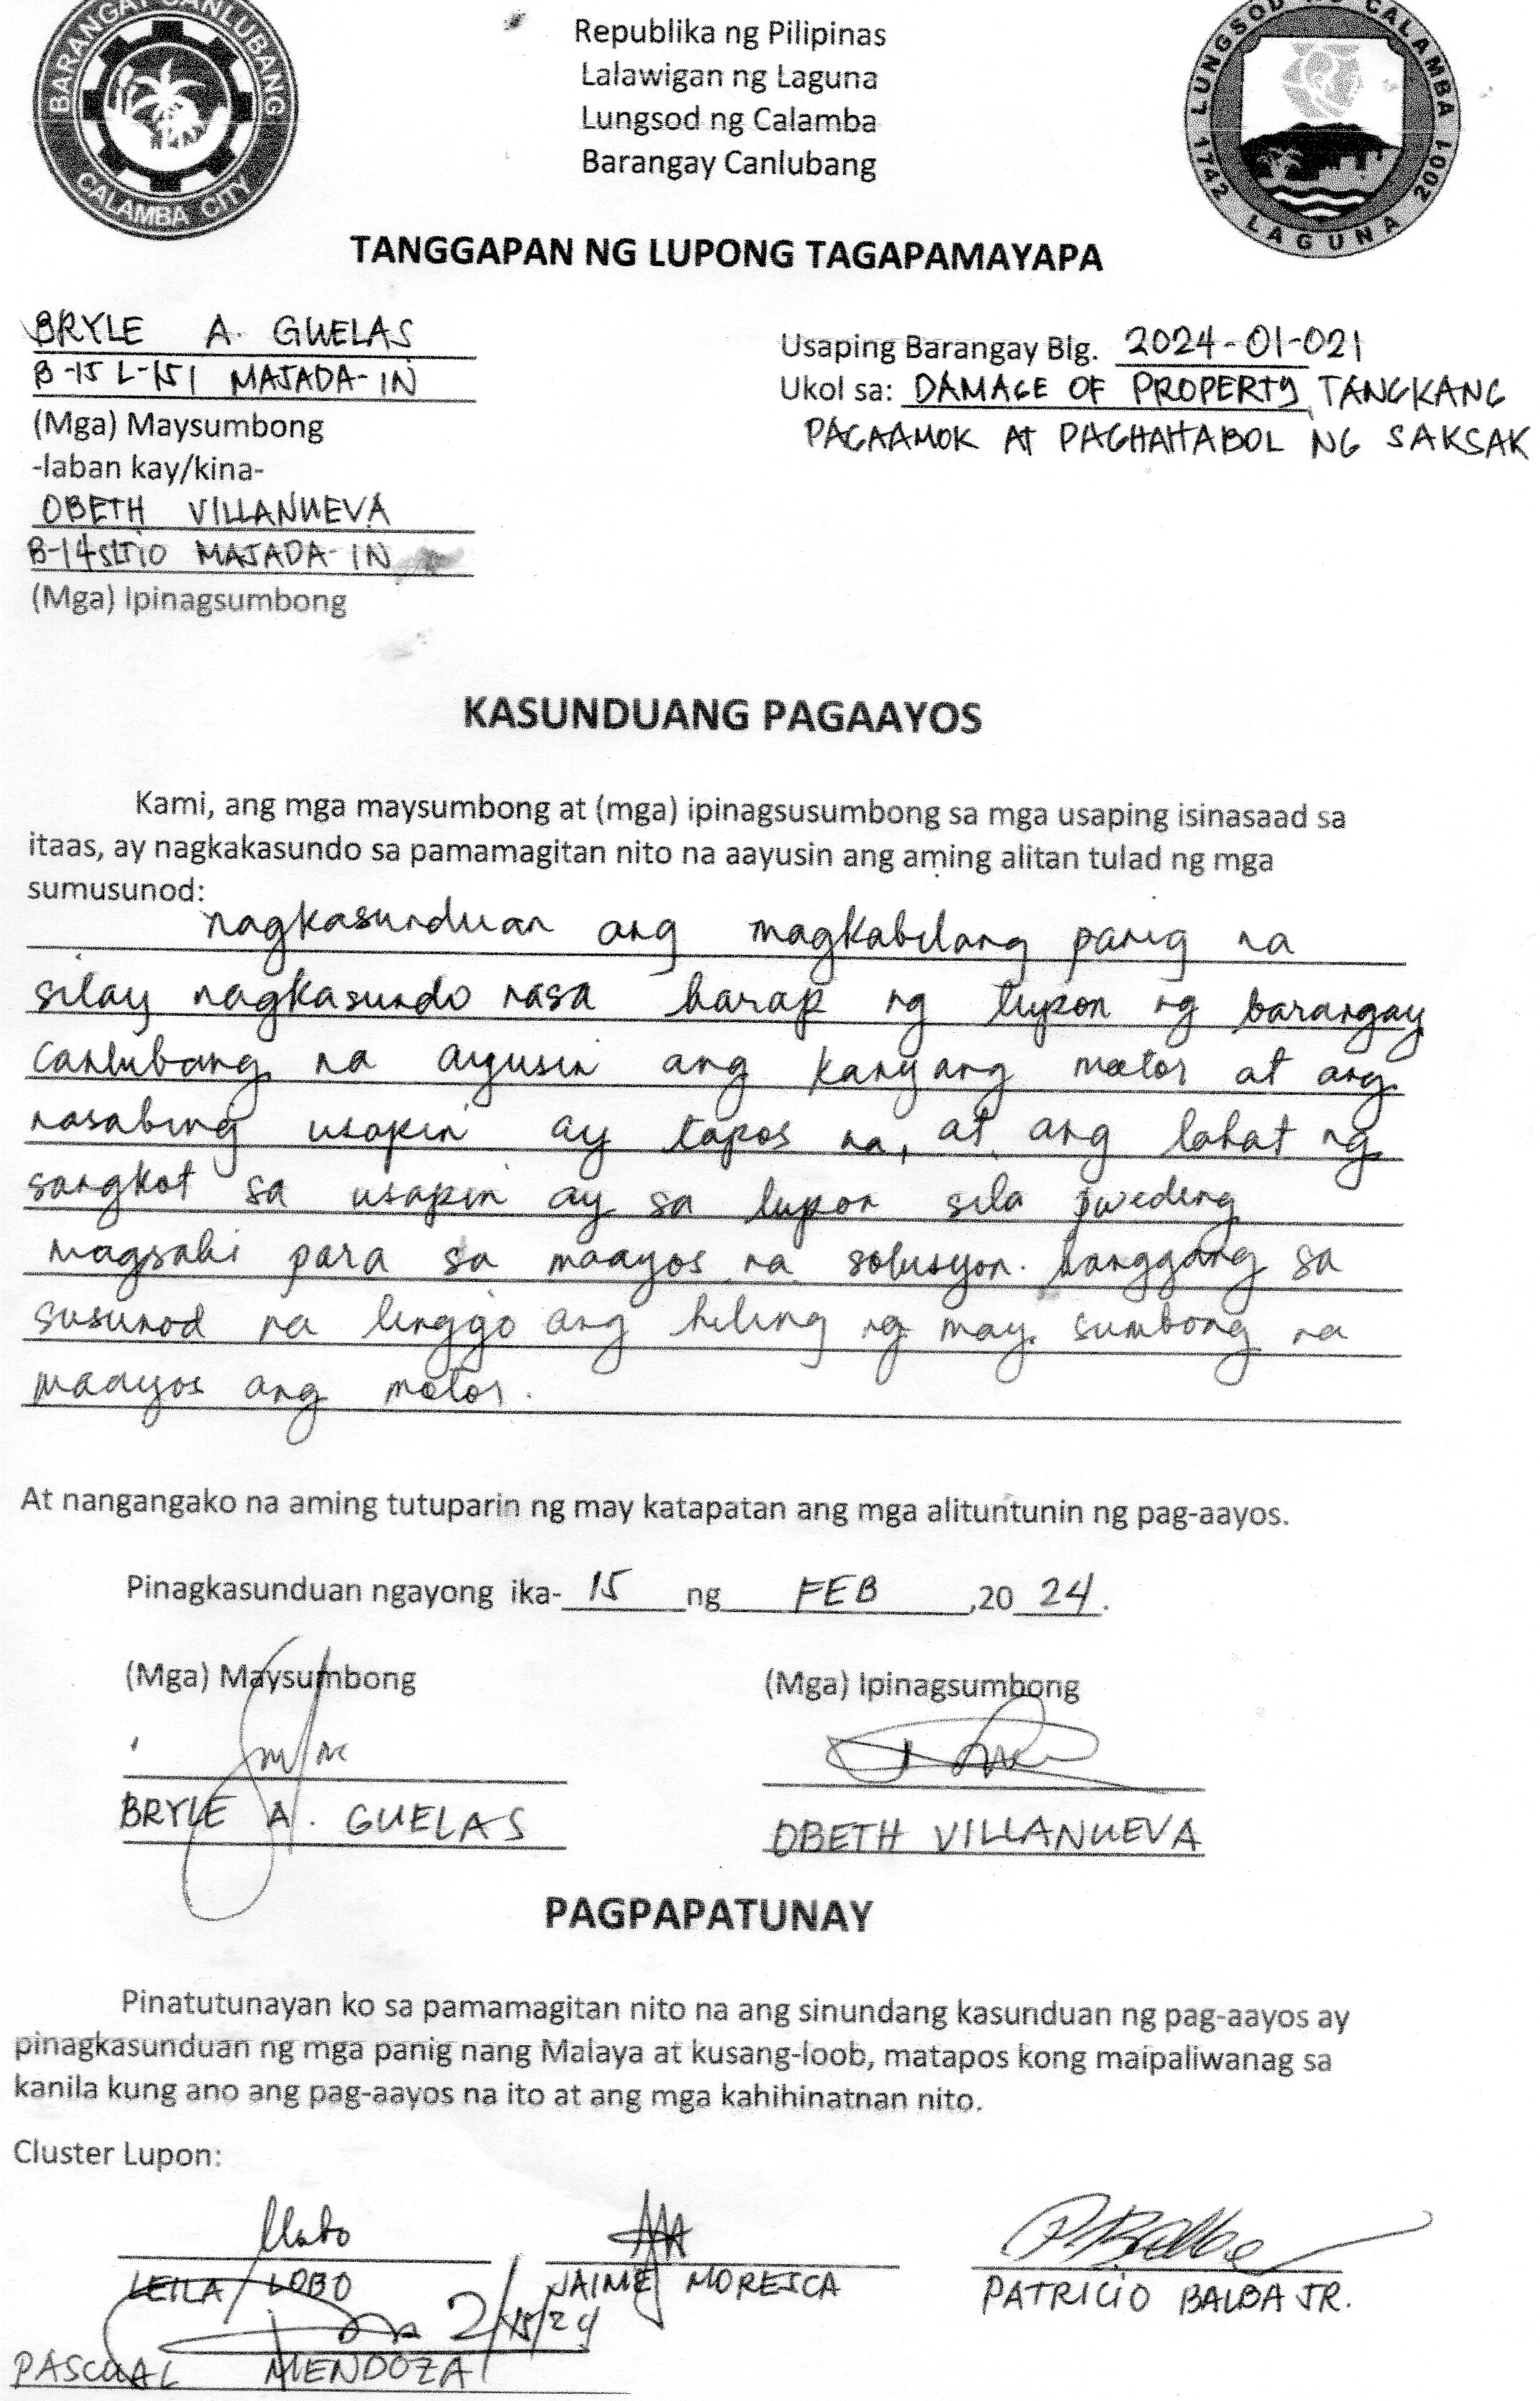 BARANGAY CANLUBANG
CALAMBA CITY
Republika ng Pilipinas
Lalawigan ng Laguna
Lungsod ng Calamba
Barangay Canlubang
LUNGSOD NG CALAMBA
1742 LAGUNA 2001
TANGGAPAN NG LUPONG TAGAPAMAYAPA
BRYLE A. GUELAS
B-15 L-151 MAJADA-IN
(Mga) Maysumbong
-laban kay/kina-
OBETH VILLANUEVA
MAJADA-IN
(Mga) Ipinagsumbong
Usaping Barangay Blg. 2024-01-021
Ukol sa: DAMAGE OF PROPERTY, TANGKANG
PAGAAMOK AT PAGHAHABOL NG SAKSAK
KASUNDUANG PAGAAYOS
Kami, ang mga maysumbong at (mga) ipinagsusumbong sa mga usaping isinasaad sa
itaas, ay nagkakasundo sa pamamagitan nito na aayusin ang aming alitan tulad ng mga
sumusunod:
nagkasunduan ang magkabilang panig na
silay nagkasundo nasa harap ng lupon ng barangay
canlubang na ayusin ang kanyang motor at ang
nasabing usapin ay tapos na, at ang lahat ng
sangkot sa usapin ay sa lupon sila pweding
magsabi para sa maayos na solusyon. hanggang sa
susunod na linggo ang hiling ng may sumbong na
maayos ang motor.
At nangangako na aming tutuparin ng may katapatan ang mga alituntunin ng pag-aayos.
Pinagkasunduan ngayong ika- 15 ng FEB ,20 24.
(Mga) Maysumbong
(Mga) Ipinagsumbong
BRYLE A. GUELAS
OBETH VILLANUEVA
PAGPAPATUNAY
Pinatutunayan ko sa pamamagitan nito na ang sinundang kasunduan ng pag-aayos ay
pinagkasunduan ng mga panig nang Malaya at kusang-loob, matapos kong maipaliwanag sa
kanila kung ano ang pag-aayos na ito at ang mga kahihinatnan nito.
Cluster Lupon:
LEILA LOBO
JAIME MORESCA
PATRICIO BALBA JR.
2/15/24
PASCUAL MENDOZA